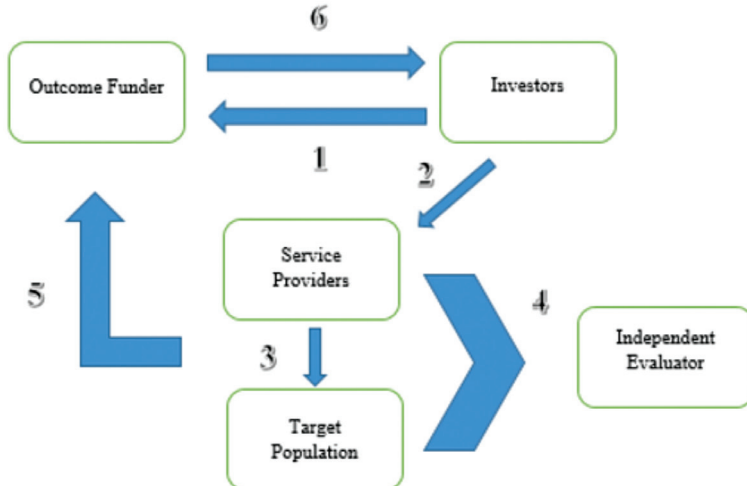 6
Outcome Funder
Investors
1
2
Service
Providers
5
4
Independent
Evaluator
3
Target
Population